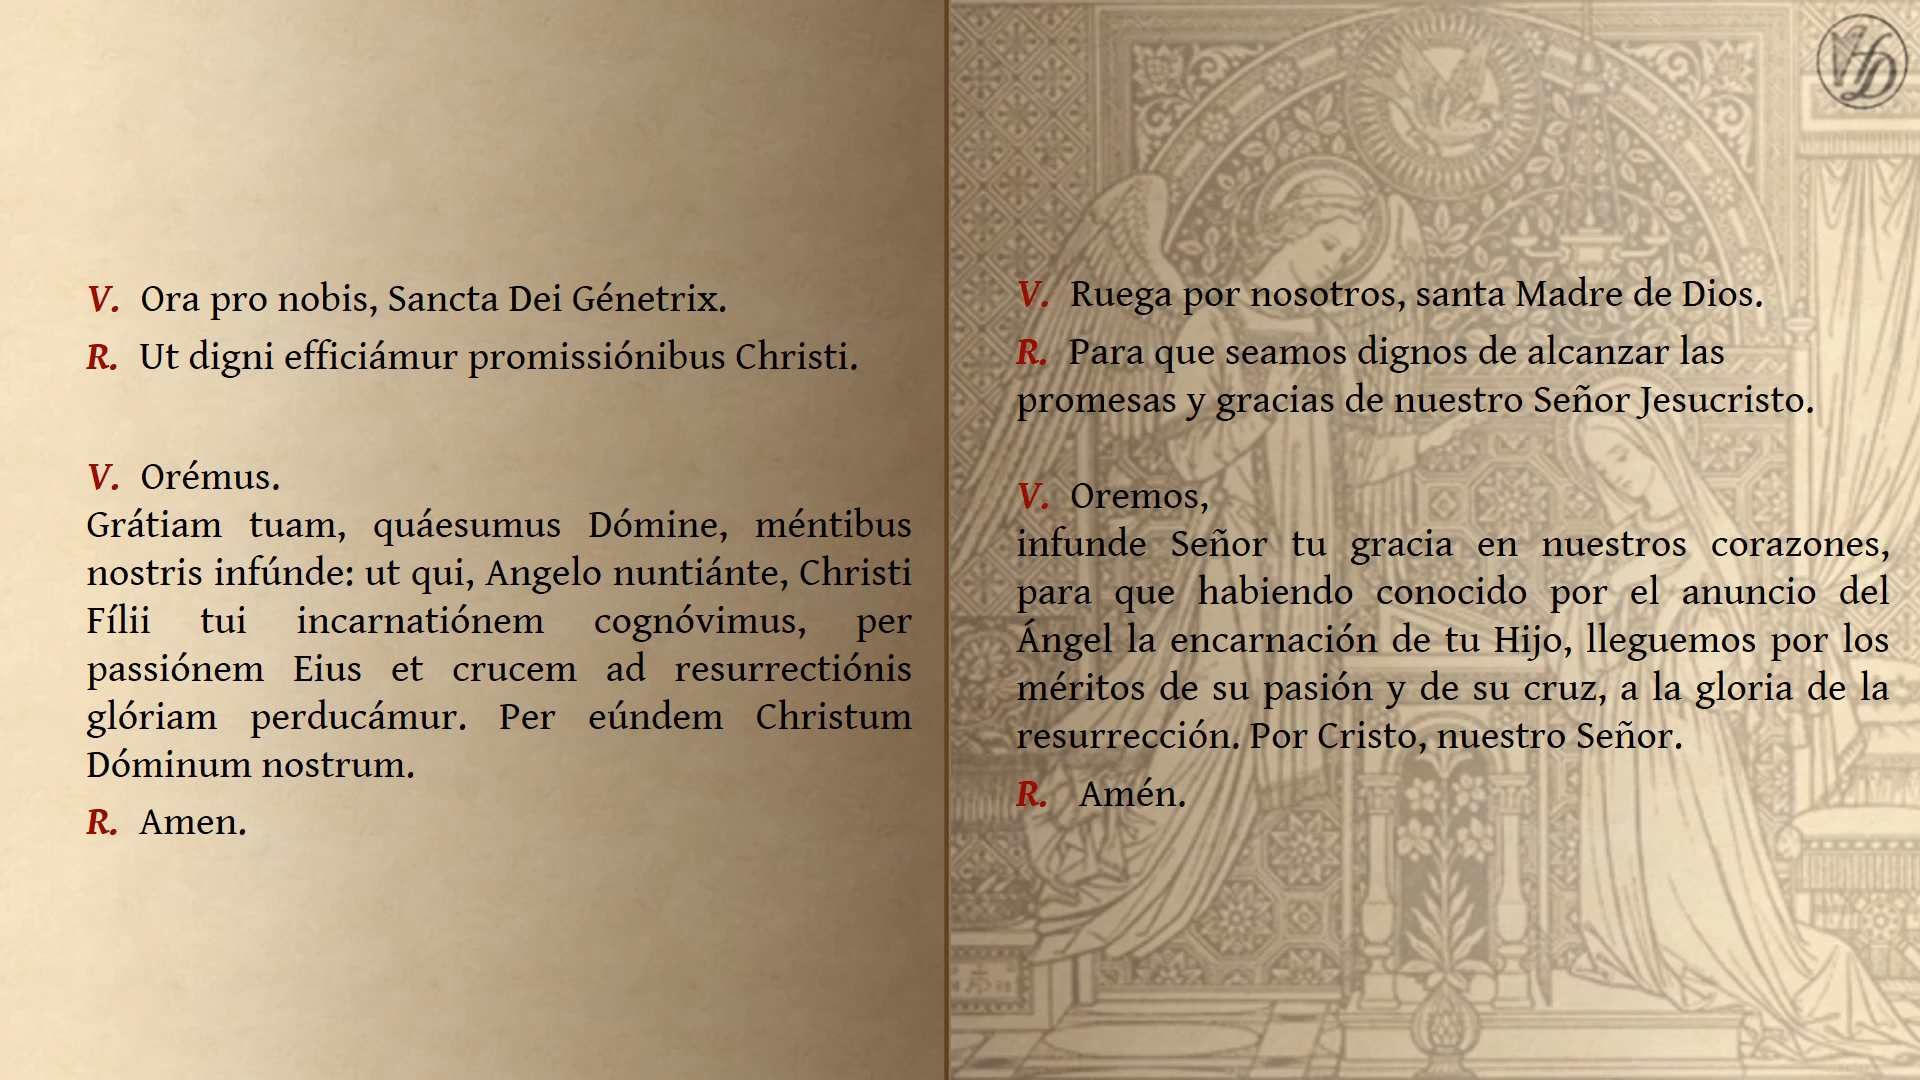 V. Ora pro nobis, Sancta Dei Génetrix.
R. Ut digni efficiámur promissiónibus Christi.
V. Orémus.
Grátiam tuam, quáesumus Dómine, méntibus
nostris infúnde: ut qui, Angelo nuntiánte, Christi
Fílii tui incarnatiónem cognóvimus, per
passiónem Eius et crucem ad resurrectiónis
glóriam perducámur. Per eúndem Christum
Dóminum nostrum.
R. Amen.
V. Ruega por nosotros, santa Madre de Dios.
R. Para que seamos dignos de alcanzar las
promesas y gracias de nuestro Señor Jesucristo.
V. Oremos,
infunde Señor tu gracia en nuestros corazones,
para que habiendo conocido por el anuncio del
Ángel la encarnación de tu Hijo, lleguemos por los
méritos de su pasión y de su cruz, a la gloria de la
resurrección. Por Cristo, nuestro Señor.
R. Amén.